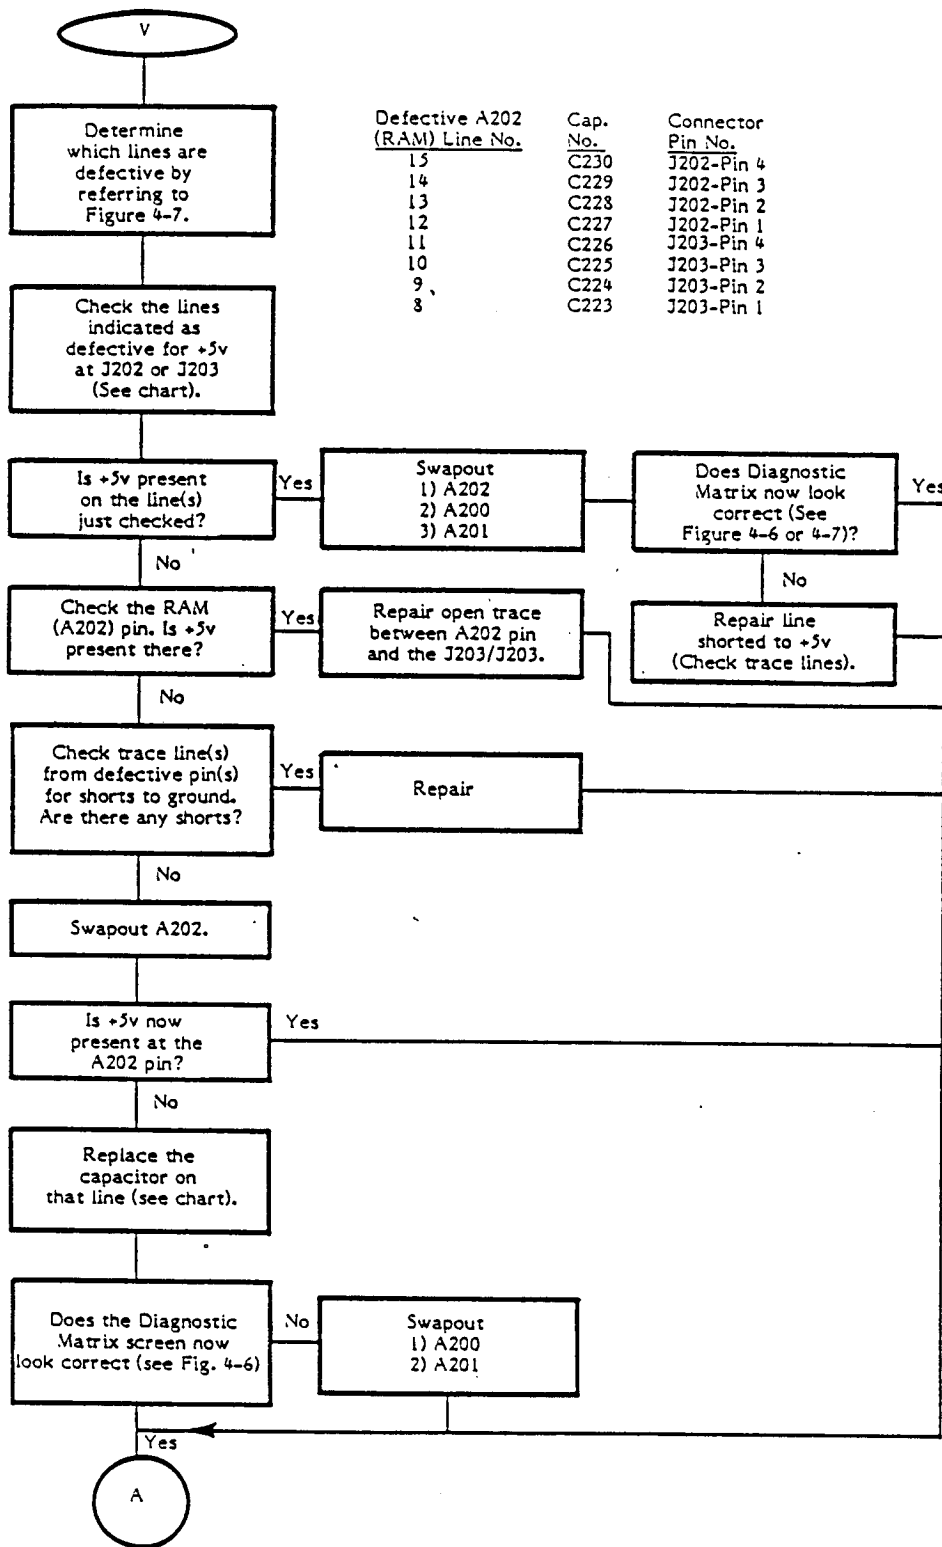 V
Determine
which lines are
defective by
referring to
Figure 4-7.
Defective A202 Cap. Connector
(RAM) Line No. No. Pin No.
15 C230 J202-Pin 4
14 C229 J202-Pin 3
13 C228 J202-Pin 2
12 C227 J202-Pin 1
11 C226 J203-Pin 4
10 C225 J203-Pin 3
9 C224 J203-Pin 2
8 C223 J203-Pin 1
Check the lines
indicated as
defective for +5v
at J202 or J203
(See chart).
Is +5v present
on the line(s)
just checked?
Yes
Swapout
1) A202
2) A200
3) A201
Does Diagnostic
Matrix now look
correct (See
Figure 4-6 or 4-7)?
Yes
No
No
Check the RAM
(A202) pin. Is +5v
present there?
Yes
Repair open trace
between A202 pin
and the J203/J203.
Repair line
shorted to +5v
(Check trace lines).
No
Check trace line(s)
from defective pin(s)
for shorts to ground.
Are there any shorts?
Yes
Repair
No
Swapout A202.
Is +5v now
present at the
A202 pin?
Yes
No
Replace the
capacitor on
that line (see chart).
Does the Diagnostic
Matrix screen now
look correct (see Fig. 4-6)
No
Swapout
1) A200
2) A201
Yes
A